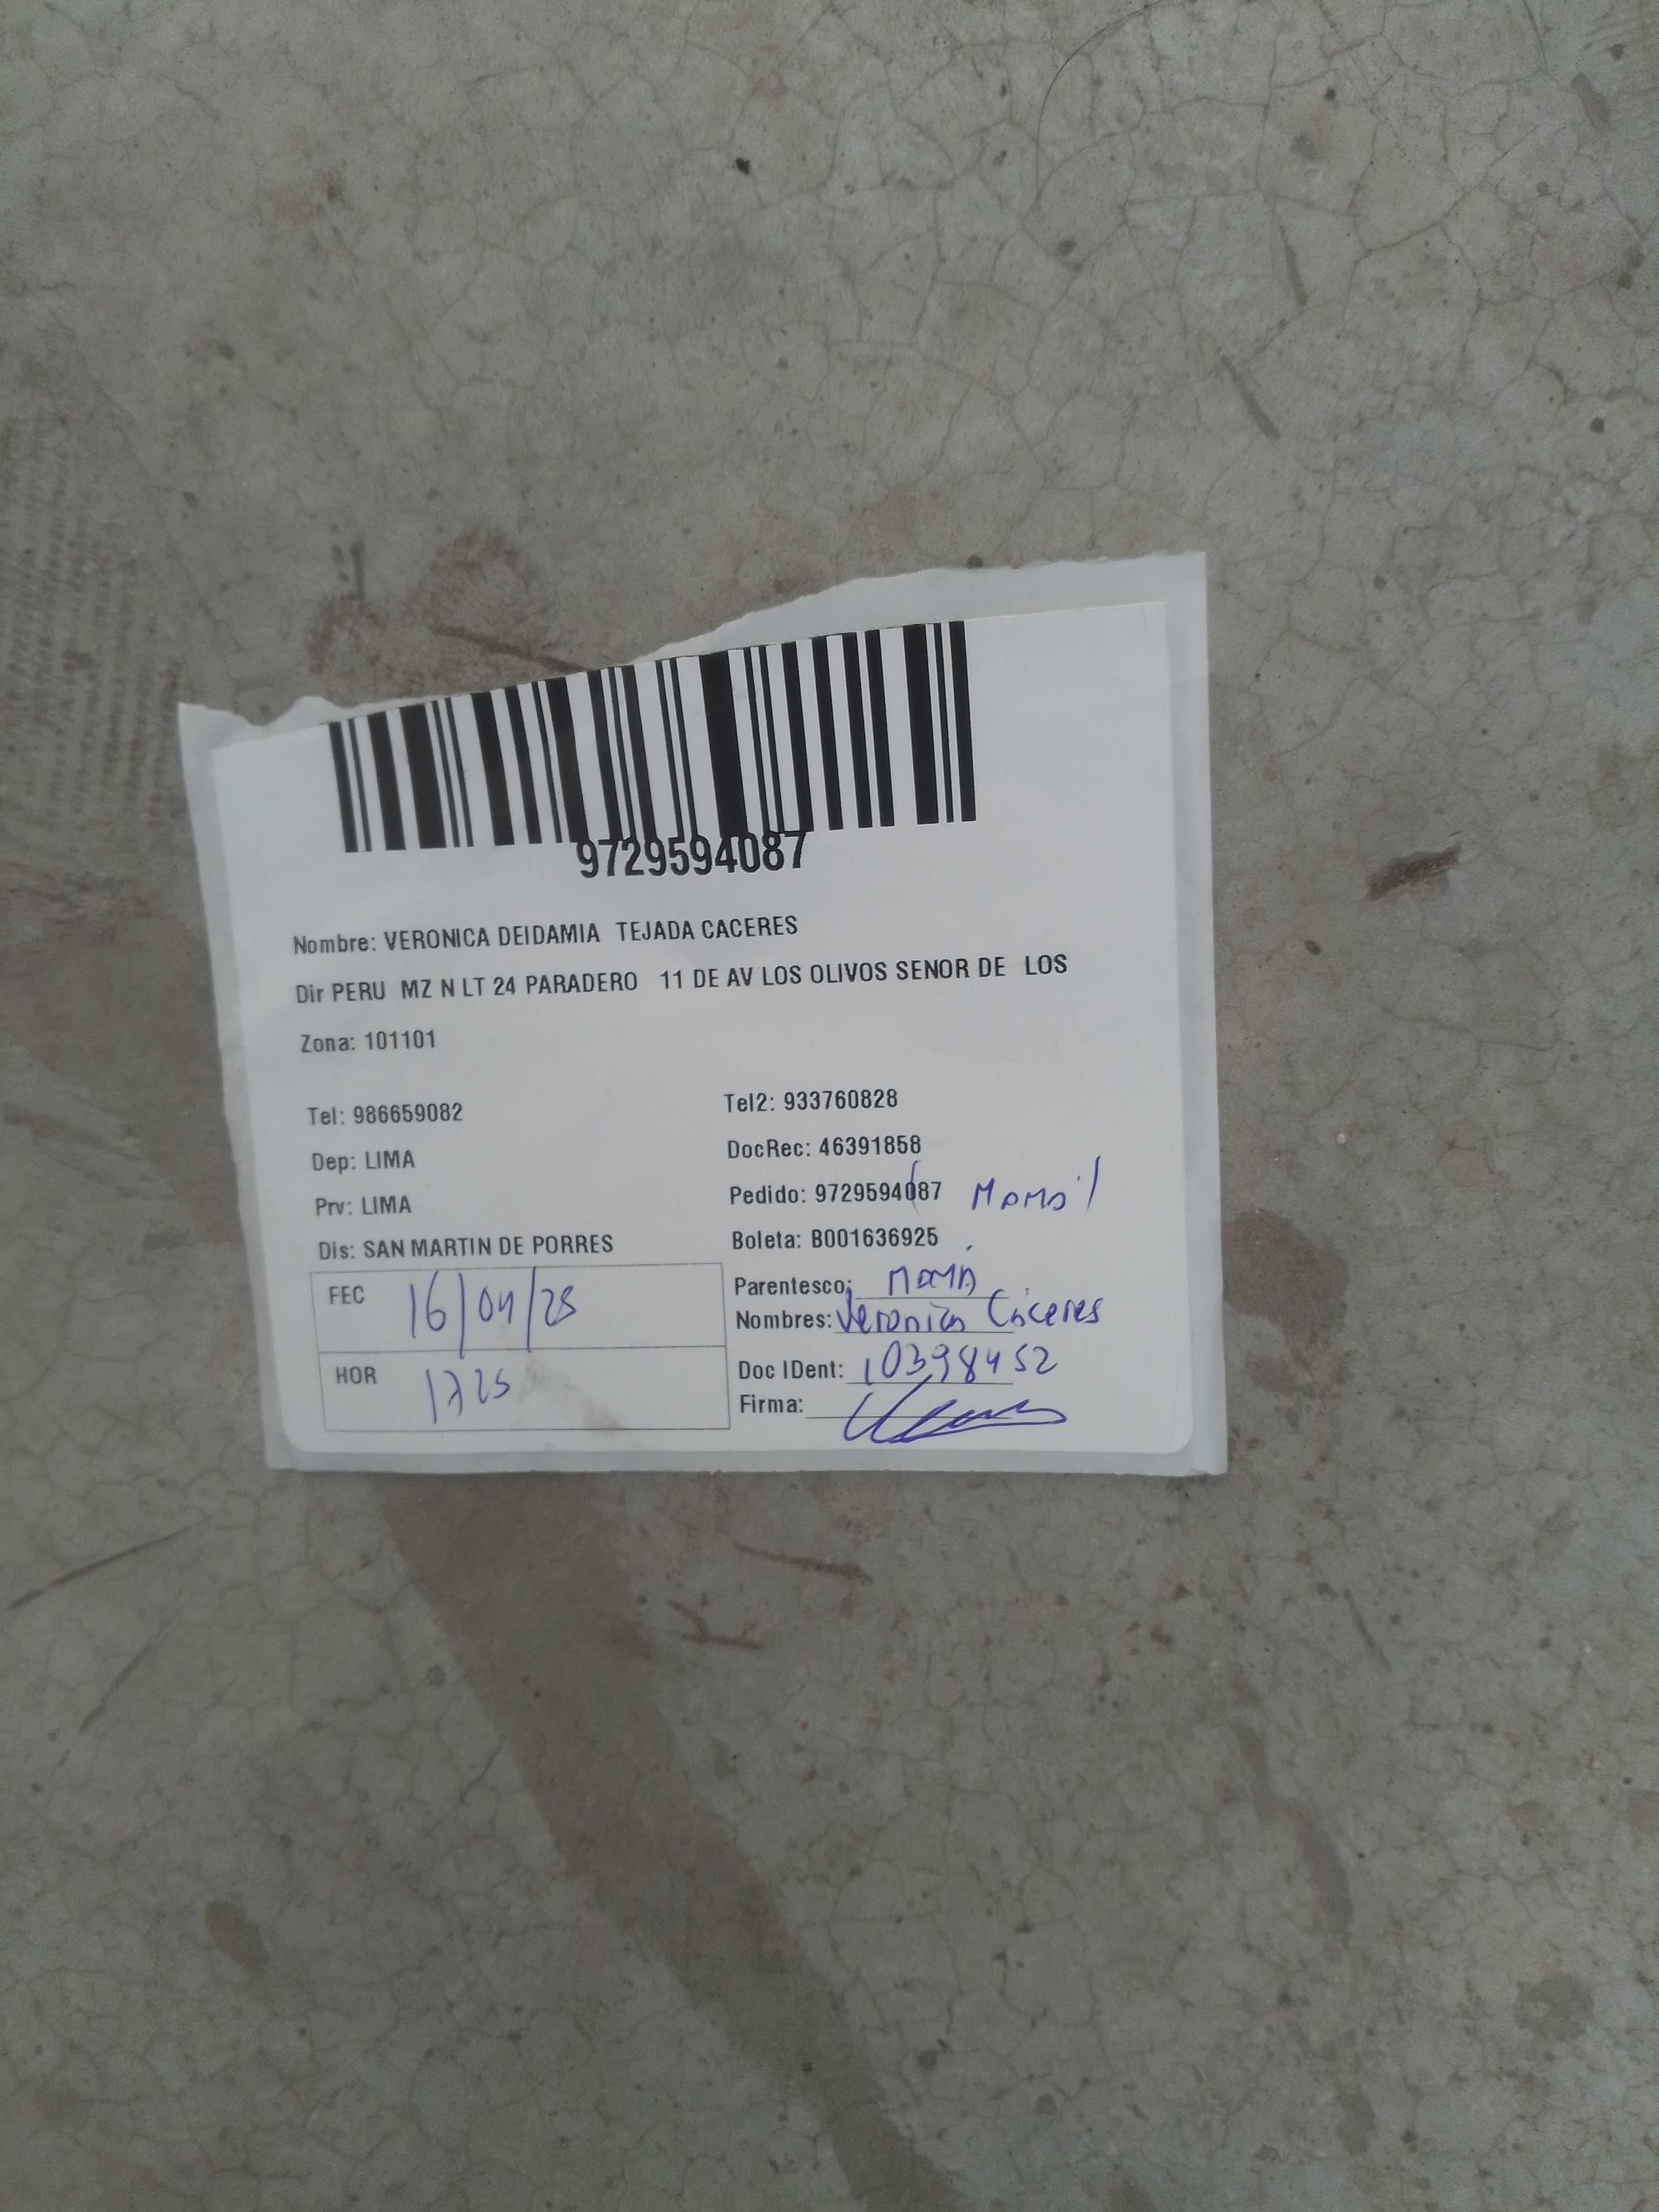 9729594087
Nombre: VERONICA DEIDAMIA TEJADA CACERES
Dir PERU MZ N LT 24 PARADERO 11 DE AV LOS OLIVOS SENOR DE LOS
Zona: 101101
Tel: 986659082 Tel2: 933760828
Dep: LIMA DocRec: 46391858
Prv: LIMA Pedido: 9729594087 (Mamá)
Dis: SAN MARTIN DE PORRES Boleta: B001636925
FEC 16/04/25 Parentesco: MAMA
Nombres: Veronica Cáceres
HOR 1725 Doc IDent: 10398452
Firma: